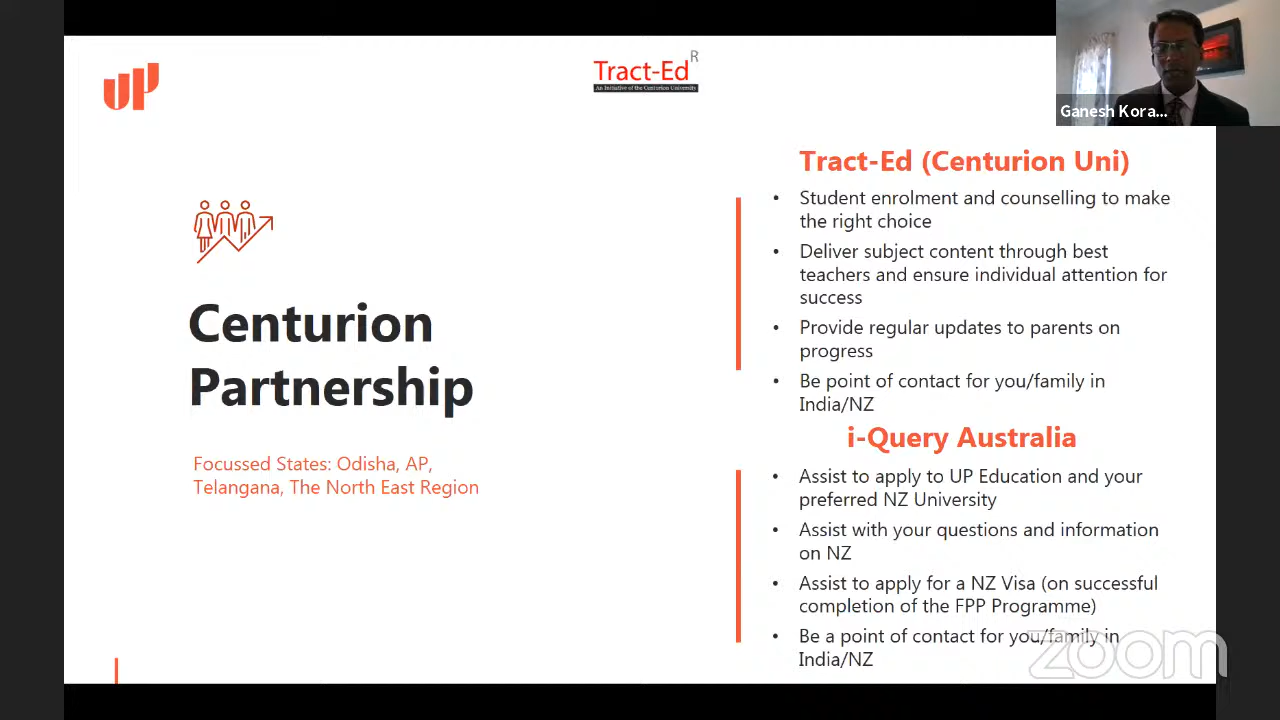 UP
Tract-Ed R
An Initiative of the Centurion University
Ganesh Kora...
Centurion
Partnership
Focussed States: Odisha, AP,
Telangana, The North East Region
Tract-Ed (Centurion Uni)
• Student enrolment and counselling to make
the right choice
• Deliver subject content through best
teachers and ensure individual attention for
success
• Provide regular updates to parents on
progress
• Be point of contact for you/family in
India/NZ
i-Query Australia
• Assist to apply to UP Education and your
preferred NZ University
• Assist with your questions and information
on NZ
• Assist to apply for a NZ Visa (on successful
completion of the FPP Programme)
• Be a point of contact for you/family in
India/NZ
zoom